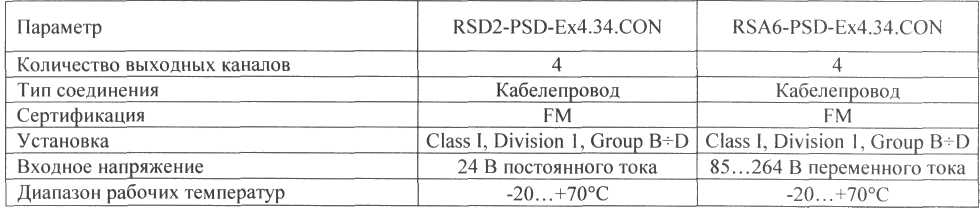 Параметр RSD2-PSD-Ex4.34.CON RSA6-PSD-Ex4.34.CON
Количество выходных каналов 4 4
Тип соединения Кабелепровод Кабелепровод
Сертификация FM FM
Установка Class I, Division 1, Group B÷D Class I, Division 1, Group B÷D
Входное напряжение 24 В постоянного тока 85...264 В переменного тока
Диапазон рабочих температур -20...+70°C -20...+70°C